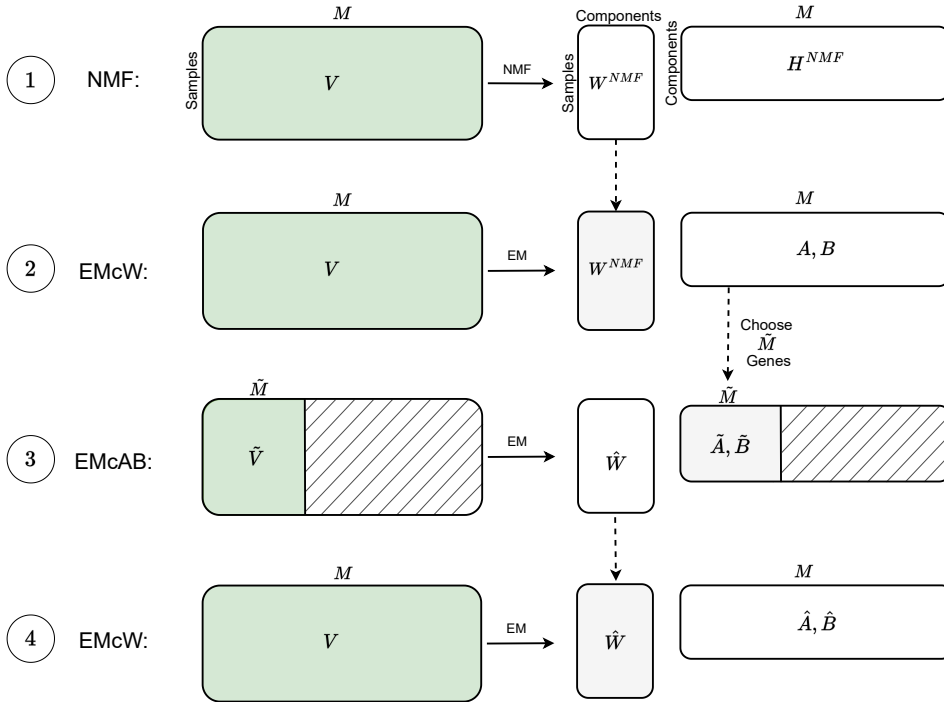 M
Components
M
1
NMF:
Samples
V
NMF
Samples
W^{NMF}
Components
H^{NMF}
M
M
2
EMcW:
V
EM
W^{NMF}
A, B
Choose
M̃
Genes
M̃
M̃
3
EMcAB:
Ṽ
EM
Ŵ
Ã, B̃
M
M
4
EMcW:
V
EM
Ŵ
Â, B̂